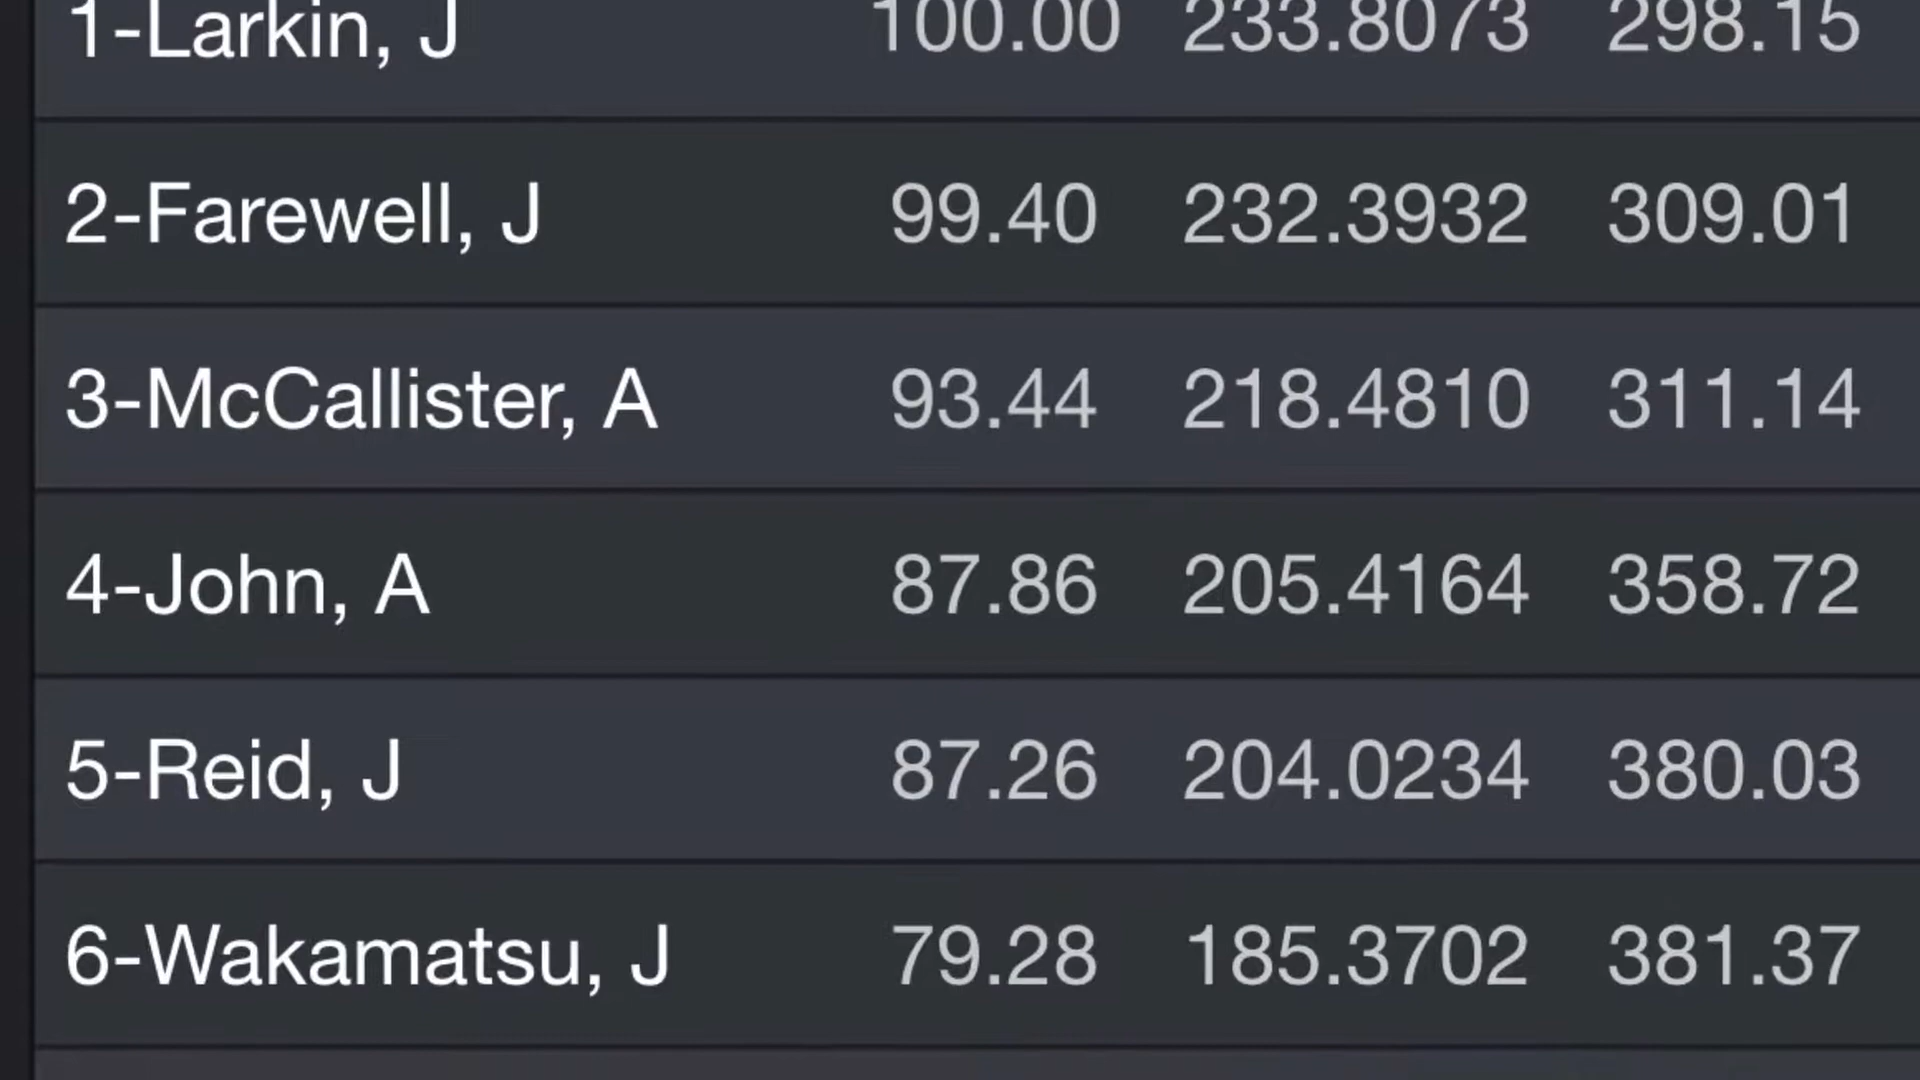 1-Larkin, J 100.00 233.8073 298.15
2-Farewell, J 99.40 232.3932 309.01
3-McCallister, A 93.44 218.4810 311.14
4-John, A 87.86 205.4164 358.72
5-Reid, J 87.26 204.0234 380.03
6-Wakamatsu, J 79.28 185.3702 381.37